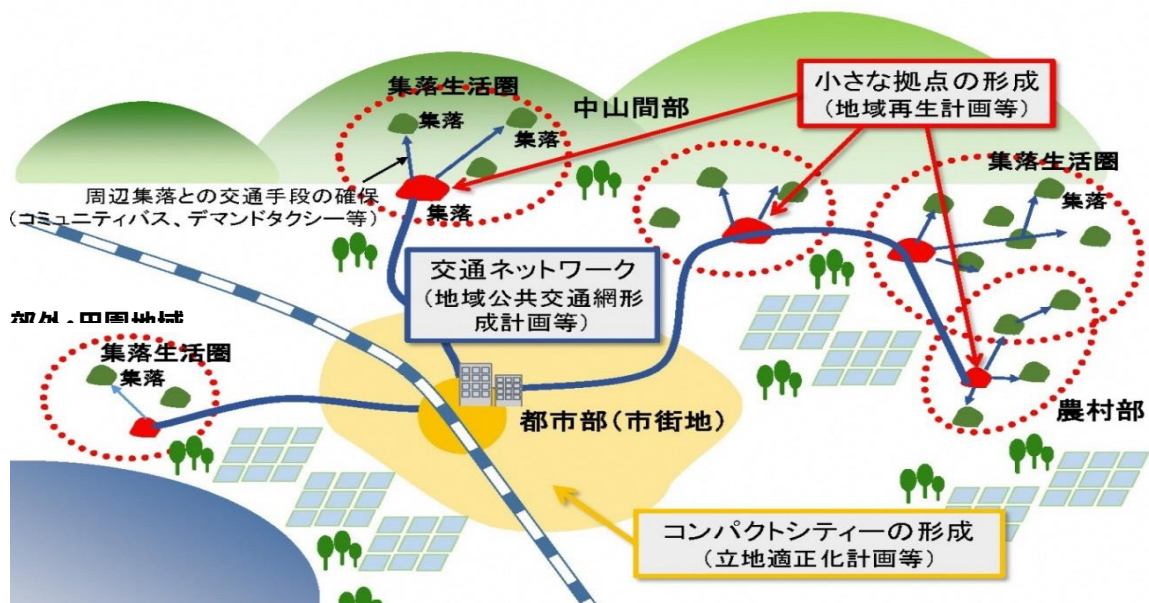 集落生活圏
集落
集落
集落
中山間部
小さな拠点の形成
(地域再生計画等)
集落生活圏
集落
周辺集落との交通手段の確保
(コミュニティバス、デマンドタクシー等)
交通ネットワーク
(地域公共交通網形
成計画等)
郊外・田園地域
集落生活圏
集落
都市部(市街地)
農村部
コンパクトシティーの形成
(立地適正化計画等)